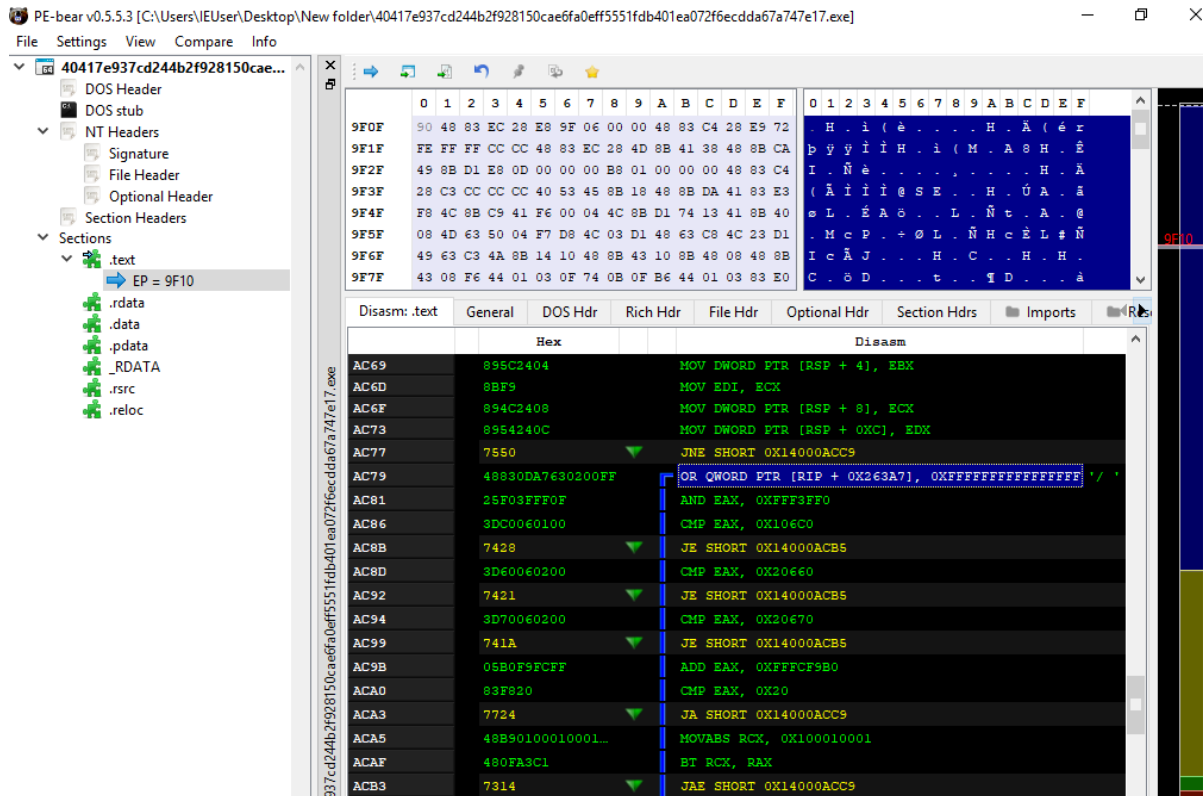 PE-bear v0.5.5.3 [C:\Users\IEUser\Desktop\New folder\40417e937cd244b2f928150cae6fa0eff5551fdb401ea072f6ecdda67a747e17.exe]
File Settings View Compare Info
40417e937cd244b2f928150cae...
DOS Header
DOS stub
NT Headers
Signature
File Header
Optional Header
Section Headers
Sections
.text
EP = 9F10
.rdata
.data
.pdata
_RDATA
.rsrc
.reloc
0 1 2 3 4 5 6 7 8 9 A B C D E F 0 1 2 3 4 5 6 7 8 9 A B C D E F
9F0F 90 48 83 EC 28 E8 9F 06 00 00 48 83 C4 28 E9 72 . H . ì ( è . . . . H . Ä ( é r
9F1F FE FF FF CC CC 48 83 EC 28 4D 8B 41 38 48 8B CA þ ÿ ÿ Ì Ì H . ì ( M . A 8 H . Ê
9F2F 49 8B D1 E8 0D 00 00 00 B8 01 00 00 00 48 83 C4 I . Ñ è . . . . ¸ . . . . H . Ä
9F3F 28 C3 CC CC CC 40 53 45 8B 18 48 8B DA 41 83 E3 ( Ã Ì Ì Ì @ S E . . H . Ú A . ã
9F4F F8 4C 8B C9 41 F6 00 04 4C 8B D1 74 13 41 8B 40 ø L . É A ö . . L . Ñ t . A . @
9F5F 08 4D 63 50 04 F7 D8 4C 03 D1 48 63 C8 4C 23 D1 . M c P . ÷ Ø L . Ñ H c È L # Ñ
9F6F 49 63 C3 4A 8B 14 10 48 8B 43 10 8B 48 08 48 8B I c Ã J . . . H . C . . H . H .
9F7F 43 08 F6 44 01 03 0F 74 0B 0F B6 44 01 03 83 E0 C . ö D . . . t . . ¶ D . . . à
9F10
Disasm: .text General DOS Hdr Rich Hdr File Hdr Optional Hdr Section Hdrs Imports
Hex Disasm
AC69 895C2404 MOV DWORD PTR [RSP + 4], EBX
AC6D 8BF9 MOV EDI, ECX
AC6F 894C2408 MOV DWORD PTR [RSP + 8], ECX
AC73 8954240C MOV DWORD PTR [RSP + 0XC], EDX
AC77 7550 JNE SHORT 0X14000ACC9
AC79 48830DA7630200FF OR QWORD PTR [RIP + 0X263A7], 0XFFFFFFFFFFFFFFFF '/ '
AC81 25F03FFF0F AND EAX, 0XFFF3FF0
AC86 3DC0060100 CMP EAX, 0X106C0
AC8B 7428 JE SHORT 0X14000ACB5
AC8D 3D60060200 CMP EAX, 0X20660
AC92 7421 JE SHORT 0X14000ACB5
AC94 3D70060200 CMP EAX, 0X20670
AC99 741A JE SHORT 0X14000ACB5
AC9B 05B0F9FCFF ADD EAX, 0XFFFCF9B0
ACA0 83F820 CMP EAX, 0X20
ACA3 7724 JA SHORT 0X14000ACC9
ACA5 48B90100010001... MOVABS RCX, 0X100010001
ACAF 480FA3C1 BT RCX, RAX
ACB3 7314 JAE SHORT 0X14000ACC9